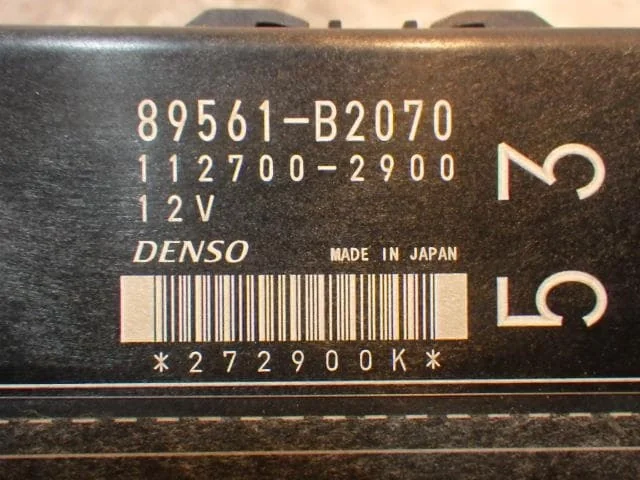 89561-B2070
112700-2900
12V
DENSO MADE IN JAPAN
*272900K*
53